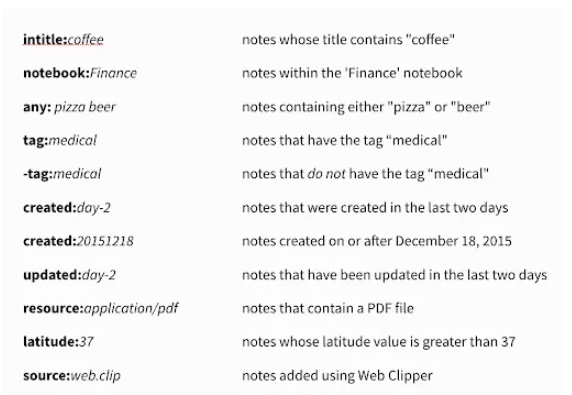 intitle:coffee notes whose title contains "coffee"
notebook:Finance notes within the 'Finance' notebook
any: pizza beer notes containing either "pizza" or "beer"
tag:medical notes that have the tag “medical”
-tag:medical notes that do not have the tag “medical”
created:day-2 notes that were created in the last two days
created:20151218 notes created on or after December 18, 2015
updated:day-2 notes that have been updated in the last two days
resource:application/pdf notes that contain a PDF file
latitude:37 notes whose latitude value is greater than 37
source:web.clip notes added using Web Clipper